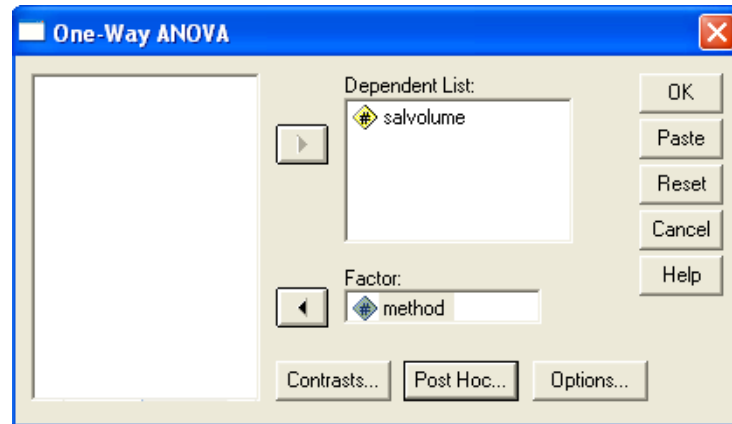 One-Way ANOVA
Dependent List:
# salvolume
Factor:
# method
OK
Paste
Reset
Cancel
Help
Contrasts...
Post Hoc...
Options...